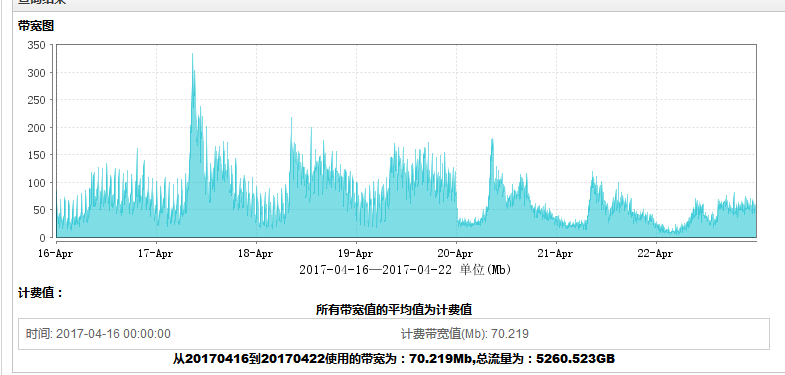 带宽图
350
300
250
200
150
100
50
0
16-Apr 17-Apr 18-Apr 19-Apr 20-Apr 21-Apr 22-Apr
2017-04-16——2017-04-22 单位(Mb)
计费值：
所有带宽值的平均值为计费值
时间: 2017-04-16 00:00:00 计费带宽值(Mb): 70.219
从20170416到20170422使用的带宽为：70.219Mb,总流量为：5260.523GB